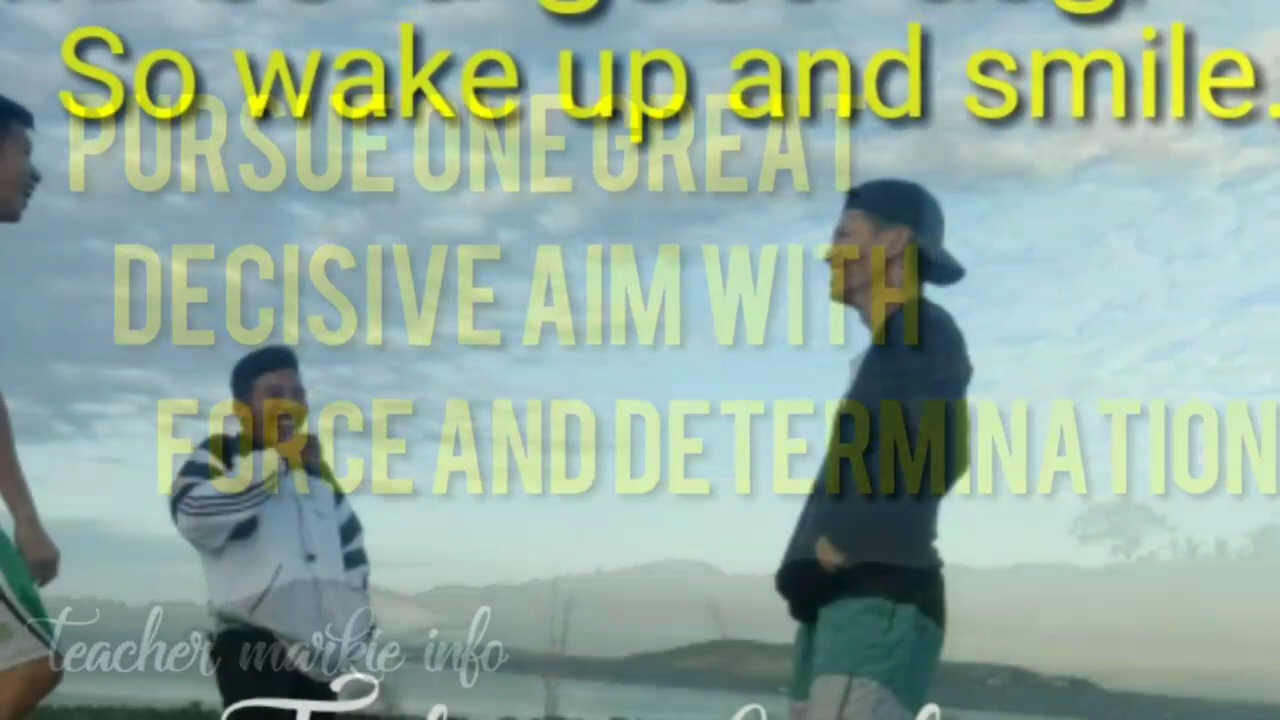 So wake up and smile.
PURSUE ONE GREAT
DECISIVE AIM WITH
FORCE AND DETERMINATION
teacher markie info